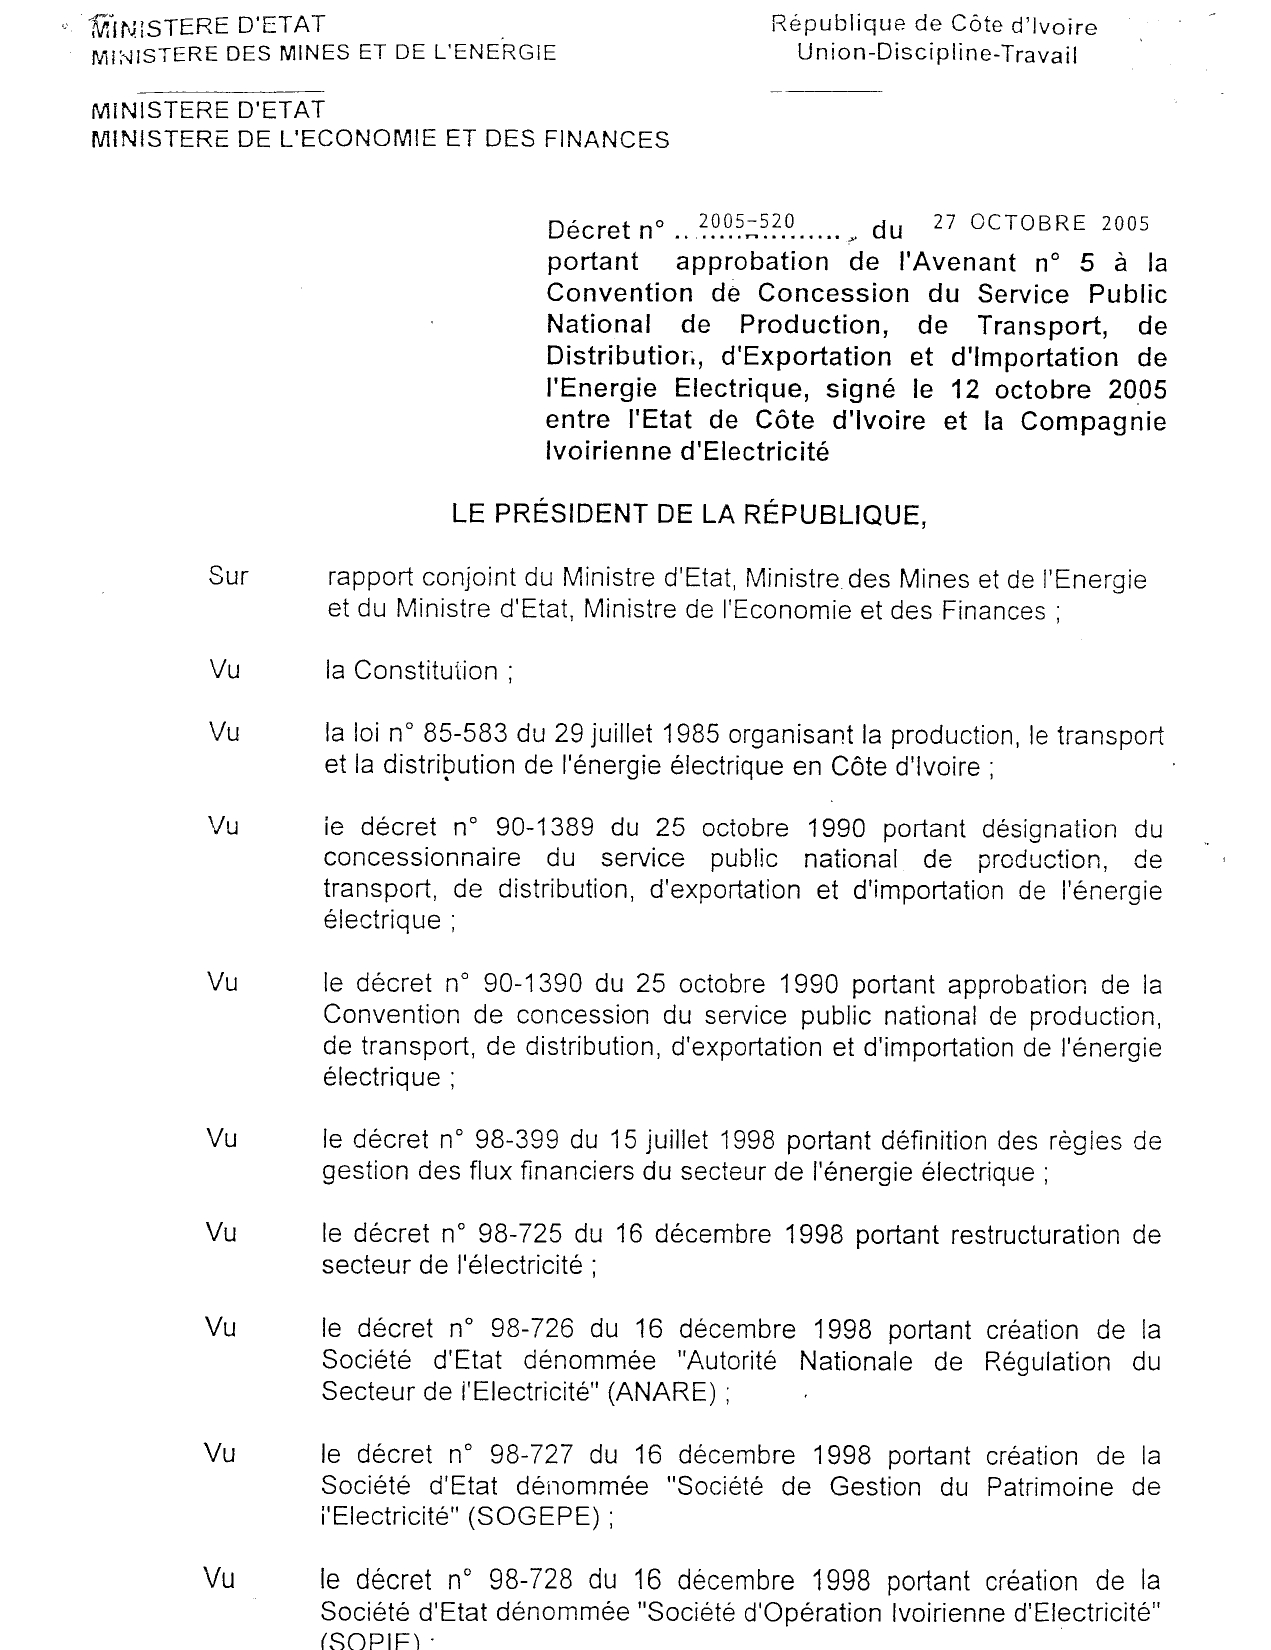 MINISTERE D'ETAT
MINISTERE DES MINES ET DE L'ENERGIE
République de Côte d'Ivoire
Union-Discipline-Travail
MINISTERE D'ETAT
MINISTERE DE L'ECONOMIE ET DES FINANCES
Décret n° 2005-520 du 27 OCTOBRE 2005
portant approbation de l'Avenant n° 5 à la
Convention de Concession du Service Public
National de Production, de Transport, de
Distribution, d'Exportation et d'Importation de
l'Energie Electrique, signé le 12 octobre 2005
entre l'Etat de Côte d'Ivoire et la Compagnie
Ivoirienne d'Electricité
LE PRÉSIDENT DE LA RÉPUBLIQUE,
Sur rapport conjoint du Ministre d'Etat, Ministre des Mines et de l'Energie
et du Ministre d'Etat, Ministre de l'Economie et des Finances ;
Vu la Constitution ;
Vu la loi n° 85-583 du 29 juillet 1985 organisant la production, le transport
et la distribution de l'énergie électrique en Côte d'Ivoire ;
Vu le décret n° 90-1389 du 25 octobre 1990 portant désignation du
concessionnaire du service public national de production, de
transport, de distribution, d'exportation et d'importation de l'énergie
électrique ;
Vu le décret n° 90-1390 du 25 octobre 1990 portant approbation de la
Convention de concession du service public national de production,
de transport, de distribution, d'exportation et d'importation de l'énergie
électrique ;
Vu le décret n° 98-399 du 15 juillet 1998 portant définition des règles de
gestion des flux financiers du secteur de l'énergie électrique ;
Vu le décret n° 98-725 du 16 décembre 1998 portant restructuration de
secteur de l'électricité ;
Vu le décret n° 98-726 du 16 décembre 1998 portant création de la
Société d'Etat dénommée "Autorité Nationale de Régulation du
Secteur de l'Electricité" (ANARE) ;
Vu le décret n° 98-727 du 16 décembre 1998 portant création de la
Société d'Etat dénommée "Société de Gestion du Patrimoine de
l'Electricité" (SOGEPE) ;
Vu le décret n° 98-728 du 16 décembre 1998 portant création de la
Société d'Etat dénommée "Société d'Opération Ivoirienne d'Electricité"
(SOPIE) ;